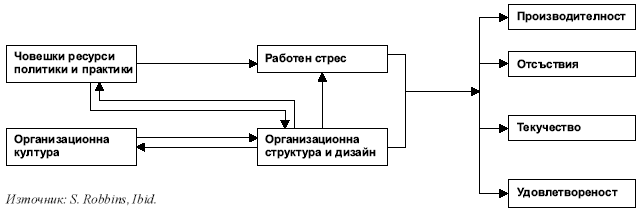 Човешки ресурси
политики и практики
Работен стрес
Организационна
култура
Организационна
структура и дизайн
Производителност
Отсъствия
Текучество
Удовлетвореност
Източник: S. Robbins, Ibid.